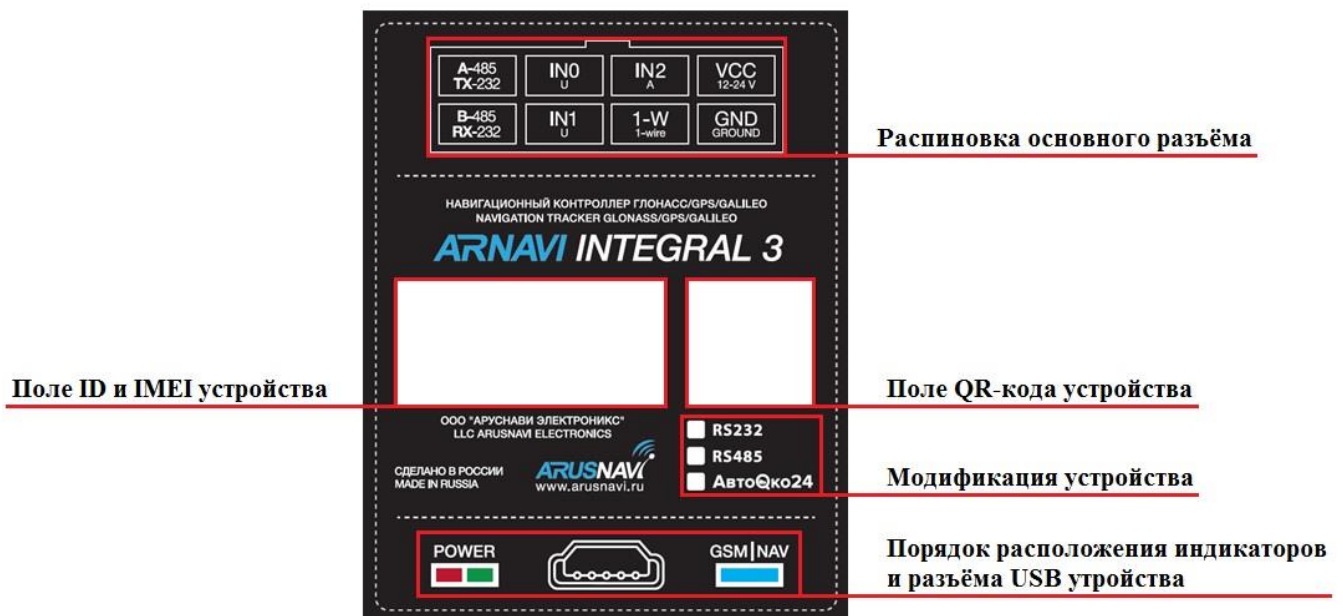 A-485
TX-232
IN0
U
IN2
A
VCC
12-24 V
B-485
RX-232
IN1
U
1-W
1-wire
GND
GROUND
Распиновка основного разъёма
НАВИГАЦИОННЫЙ КОНТРОЛЛЕР ГЛОНАСС/GPS/GALILEO
NAVIGATION TRACKER GLONASS/GPS/GALILEO
ARNAVI INTEGRAL 3
Поле ID и IMEI устройства
Поле QR-кода устройства
ООО "АРУСНАВИ ЭЛЕКТРОНИКС"
LLC ARUSNAVI ELECTRONICS
СДЕЛАНО В РОССИИ
MADE IN RUSSIA
ARUSNAVI
www.arusnavi.ru
RS232
RS485
АвтоQко24
Модификация устройства
POWER
GSM|NAV
Порядок расположения индикаторов
и разъёма USB утройства